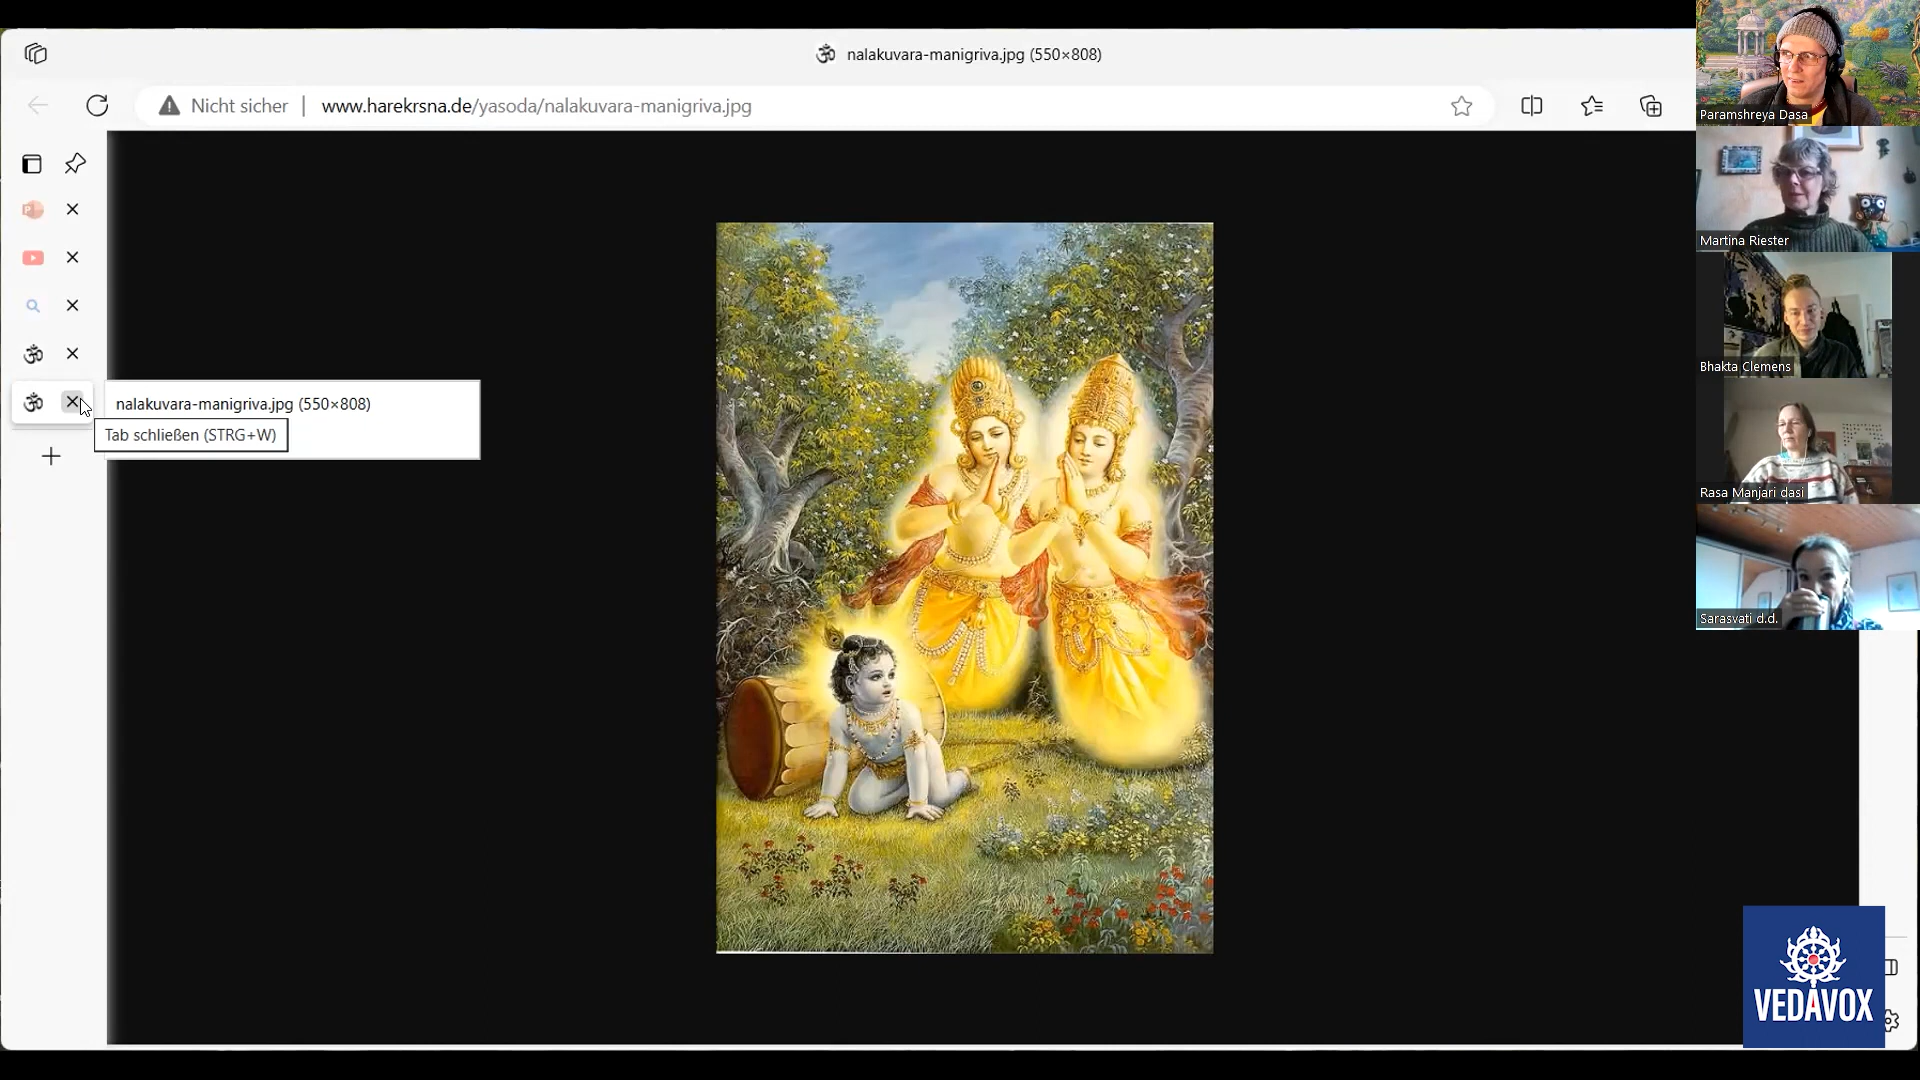 nalakuvara-manigriva.jpg (550×808)
Nicht sicher | www.harekrsna.de/yasoda/nalakuvara-manigriva.jpg
nalakuvara-manigriva.jpg (550×808)
Tab schließen (STRG+W)
Paramshreya Dasa
Martina Riester
Bhakta Clemens
Rasa Manjari dasi
Sarasvati d.d.
VEDAVOX